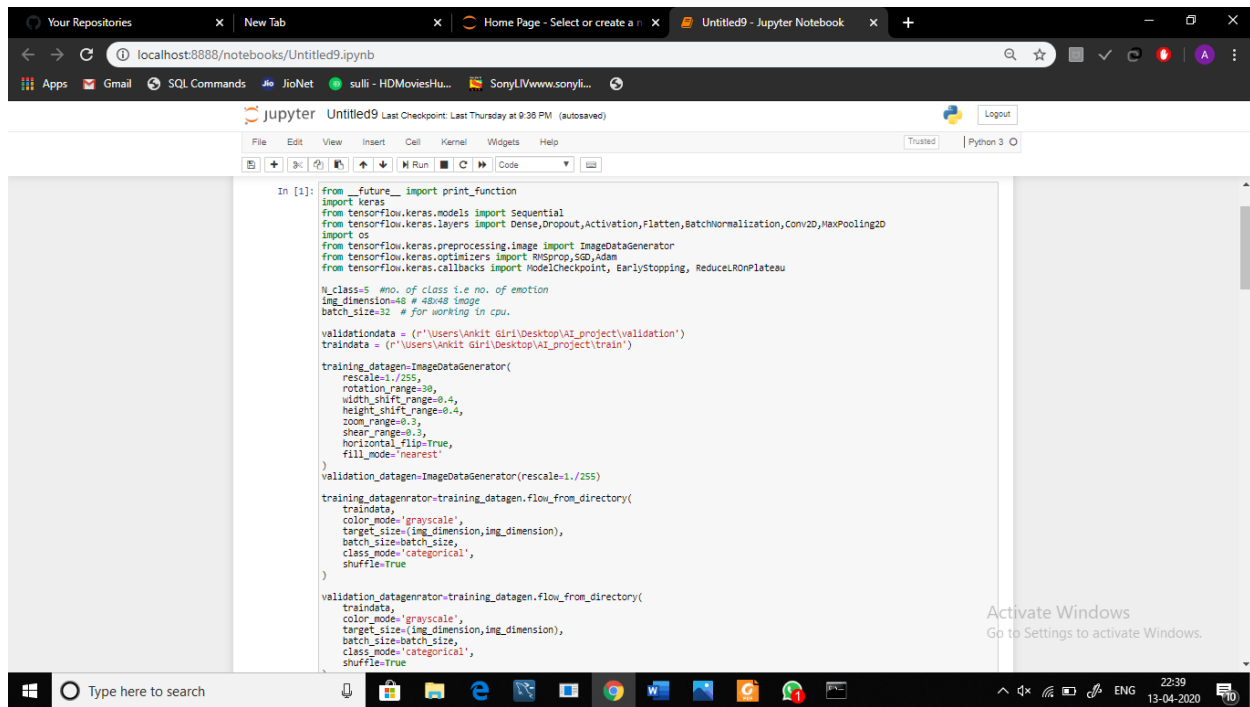 Your Repositories
New Tab
Home Page - Select or create a n
Untitled9 - Jupyter Notebook
localhost:8888/notebooks/Untitled9.ipynb
A
Apps
Gmail
SQL Commands
Jio JioNet
sulli - HDMoviesHu...
SonyLIVwww.sonyli...
jupyter Untitled9 Last Checkpoint: Last Thursday at 9:36 PM (autosaved)
Logout
File Edit View Insert Cell Kernel Widgets Help
Trusted
Python 3
Run
Code
In [1]: from __future__ import print_function
import keras
from tensorflow.keras.models import Sequential
from tensorflow.keras.layers import Dense,Dropout,Activation,Flatten,BatchNormalization,Conv2D,MaxPooling2D
import os
from tensorflow.keras.preprocessing.image import ImageDataGenerator
from tensorflow.keras.optimizers import RMSprop,SGD,Adam
from tensorflow.keras.callbacks import ModelCheckpoint, EarlyStopping, ReduceLROnPlateau
N_class=5 #no. of class i.e no. of emotion
img_dimension=48 # 48x48 image
batch_size=32 # for working in cpu.
validationdata = (r'\Users\Ankit Giri\Desktop\AI_project\validation')
traindata = (r'\Users\Ankit Giri\Desktop\AI_project\train')
training_datagen=ImageDataGenerator(
rescale=1./255,
rotation_range=30,
width_shift_range=0.4,
height_shift_range=0.4,
zoom_range=0.3,
shear_range=0.3,
horizontal_flip=True,
fill_mode='nearest'
)
validation_datagen=ImageDataGenerator(rescale=1./255)
training_datagenrator=training_datagen.flow_from_directory(
traindata,
color_mode='grayscale',
target_size=(img_dimension,img_dimension),
batch_size=batch_size,
class_mode='categorical',
shuffle=True
)
validation_datagenrator=training_datagen.flow_from_directory(
traindata,
color_mode='grayscale',
target_size=(img_dimension,img_dimension),
batch_size=batch_size,
class_mode='categorical',
shuffle=True
Activate Windows
Go to Settings to activate Windows.
Type here to search
ENG
22:39
13-04-2020